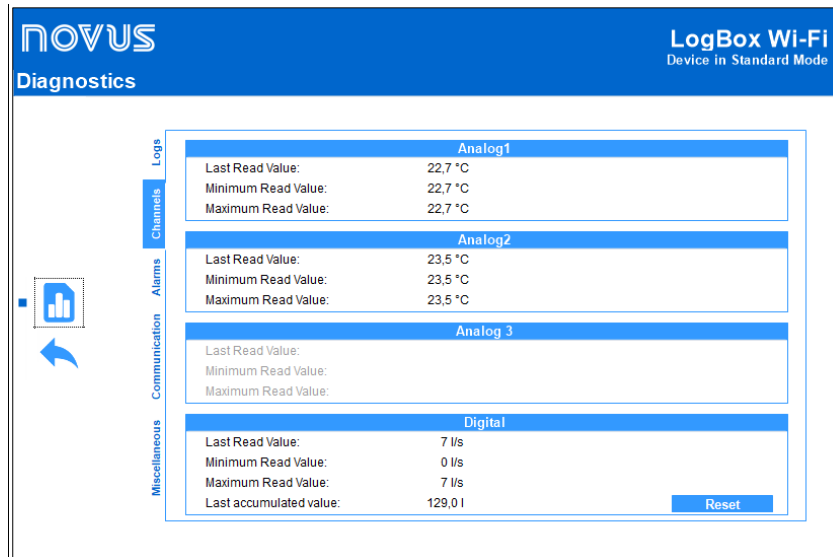 NOVUS
LogBox Wi-Fi
Device in Standard Mode
Diagnostics
Logs
Channels
Alarms
Communication
Miscellaneous
Analog1
Last Read Value: 22,7 °C
Minimum Read Value: 22,7 °C
Maximum Read Value: 22,7 °C
Analog2
Last Read Value: 23,5 °C
Minimum Read Value: 23,5 °C
Maximum Read Value: 23,5 °C
Analog 3
Last Read Value:
Minimum Read Value:
Maximum Read Value:
Digital
Last Read Value: 7 l/s
Minimum Read Value: 0 l/s
Maximum Read Value: 7 l/s
Last accumulated value: 129,0 l
Reset